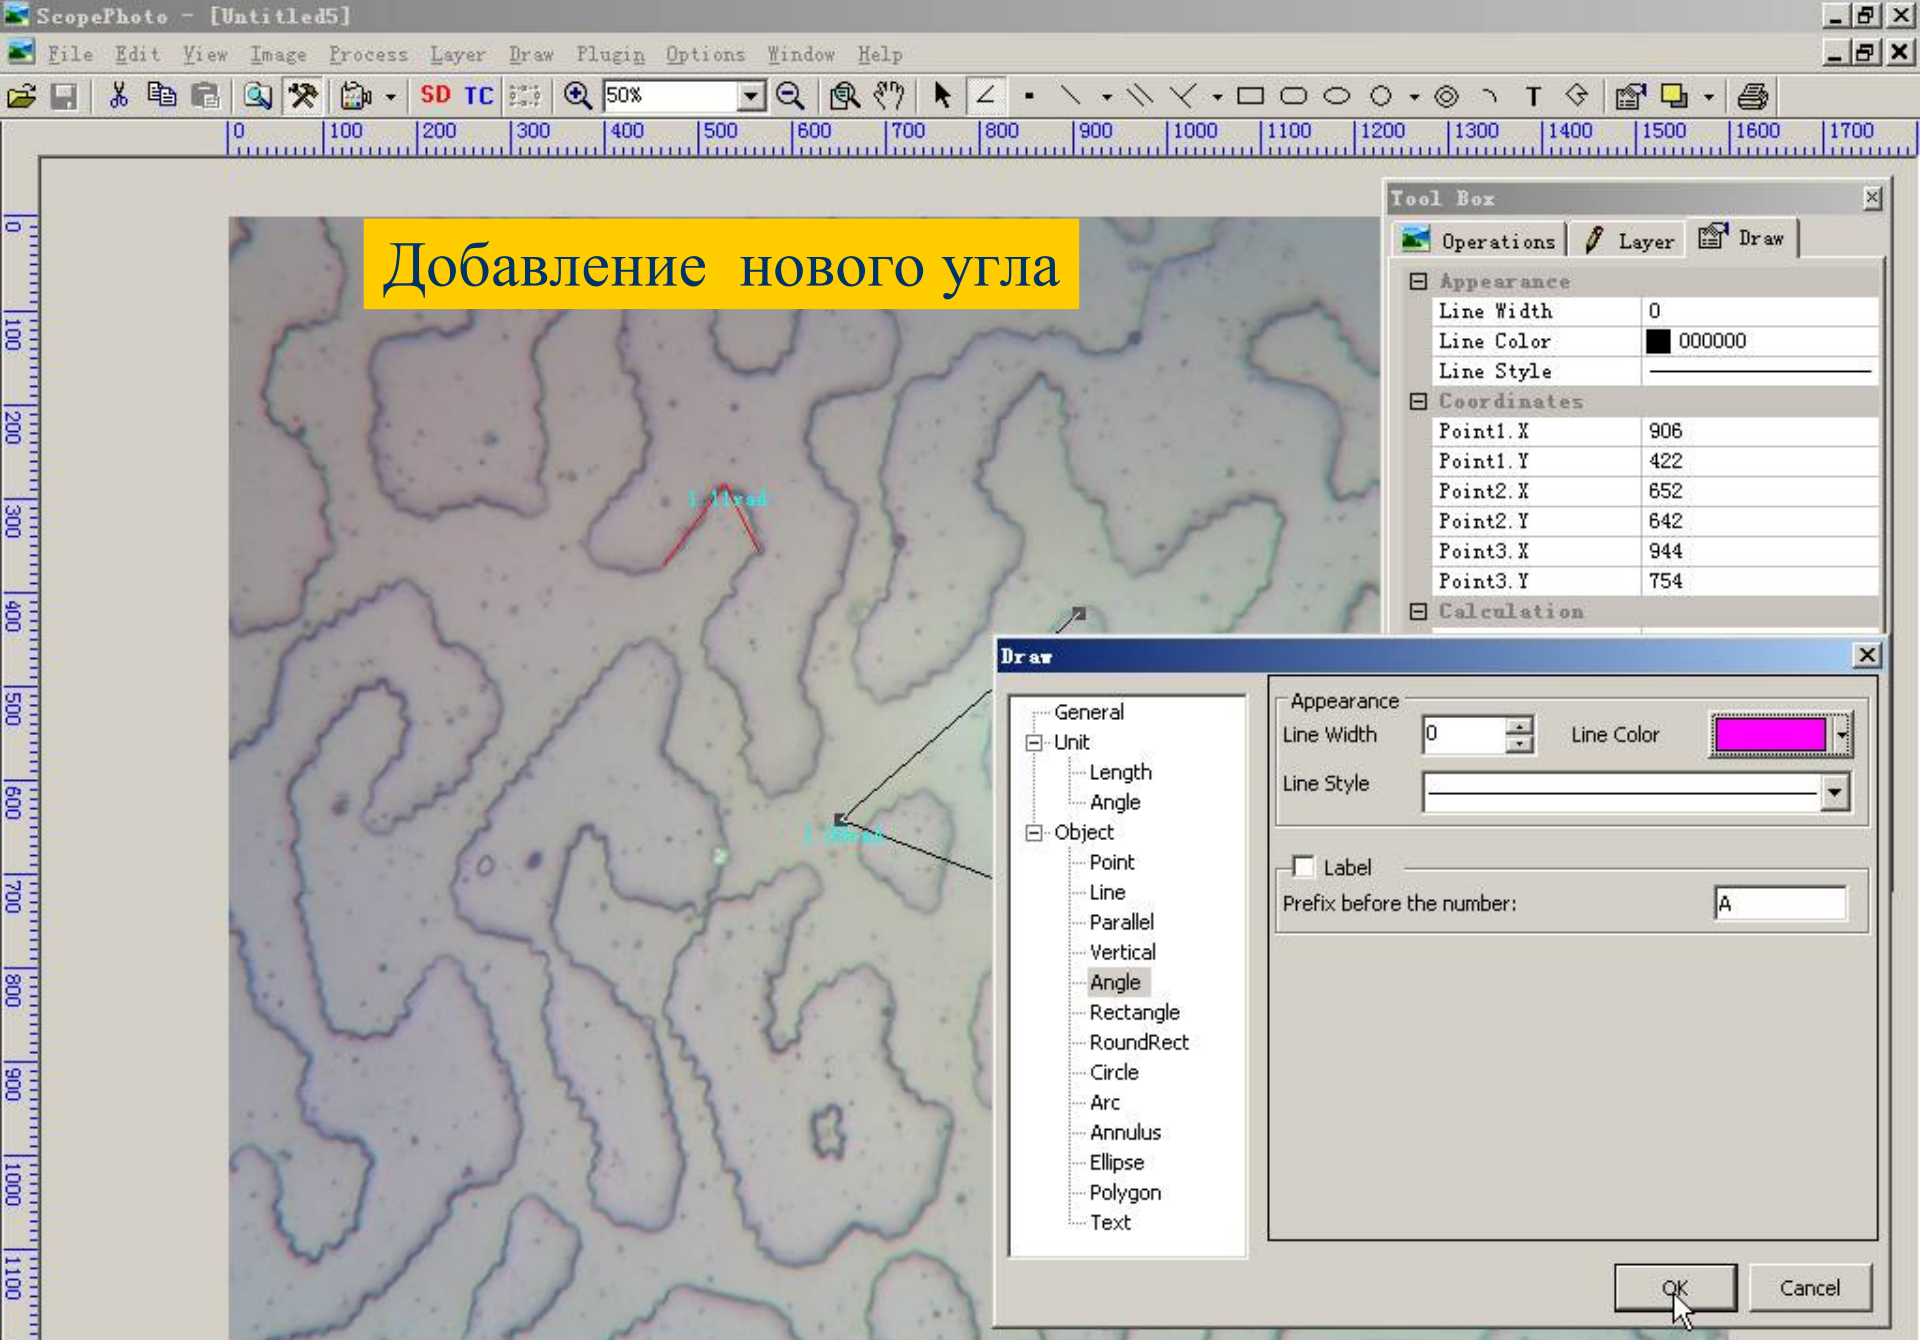 ScopePhoto - [Untitled5]
File Edit View Image Process Layer Draw Plugin Options Window Help
SD TC 50% T
0 100 200 300 400 500 600 700 800 900 1000 1100 1200 1300 1400 1500 1600 1700
0
100
200
300
400
500
600
700
800
900
1000
1100
Добавление нового угла
1.11rad
Tool Box
Operations Layer Draw
Appearance
Line Width 0
Line Color 000000
Line Style
Coordinates
Point1.X 906
Point1.Y 422
Point2.X 652
Point2.Y 642
Point3.X 944
Point3.Y 754
Calculation
Draw
General
Unit
Length
Angle
Object
Point
Line
Parallel
Vertical
Angle
Rectangle
RoundRect
Circle
Arc
Annulus
Ellipse
Polygon
Text
Appearance
Line Width 0 Line Color
Line Style
Label
Prefix before the number: A
OK Cancel